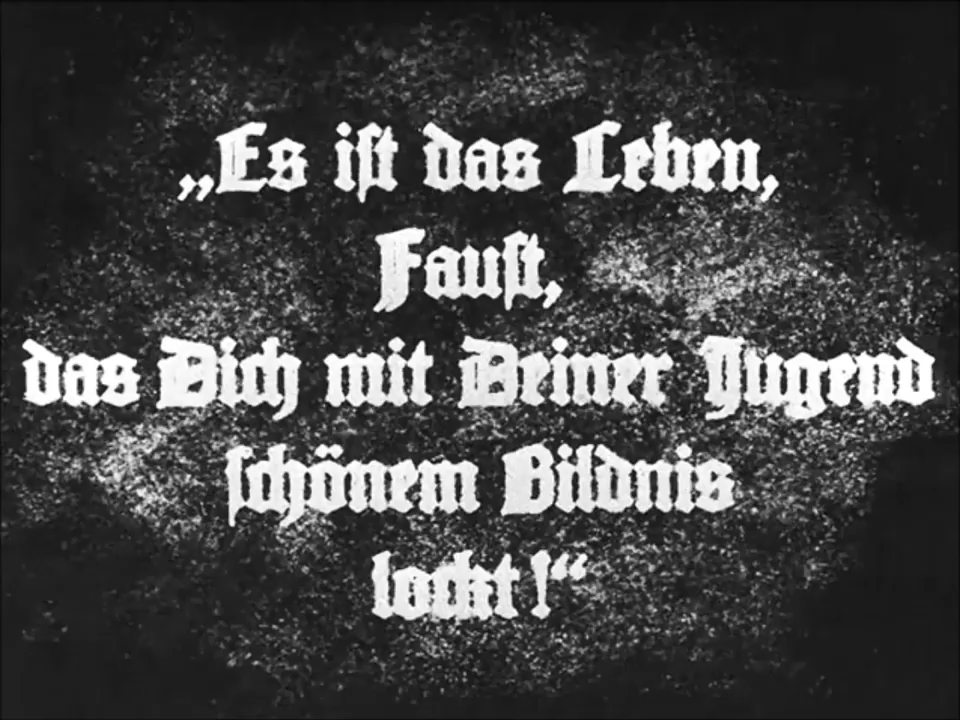 „Es ist das Leben,
Faust,
das Dich mit Deiner Jugend
schönem Bildnis
lockt!“